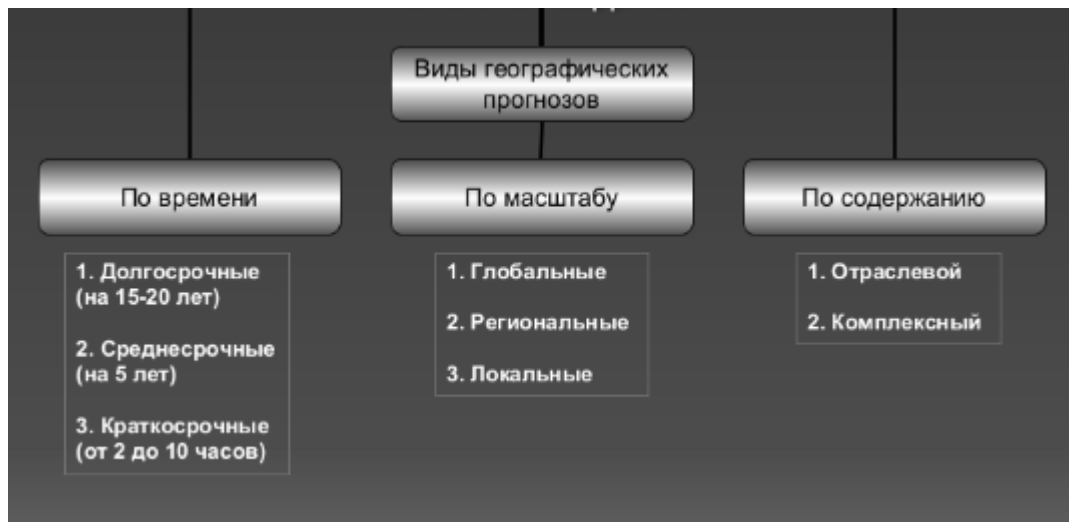 Виды географических
прогнозов
По времени
1. Долгосрочные
(на 15-20 лет)
2. Среднесрочные
(на 5 лет)
3. Краткосрочные
(от 2 до 10 часов)
По масштабу
1. Глобальные
2. Региональные
3. Локальные
По содержанию
1. Отраслевой
2. Комплексный